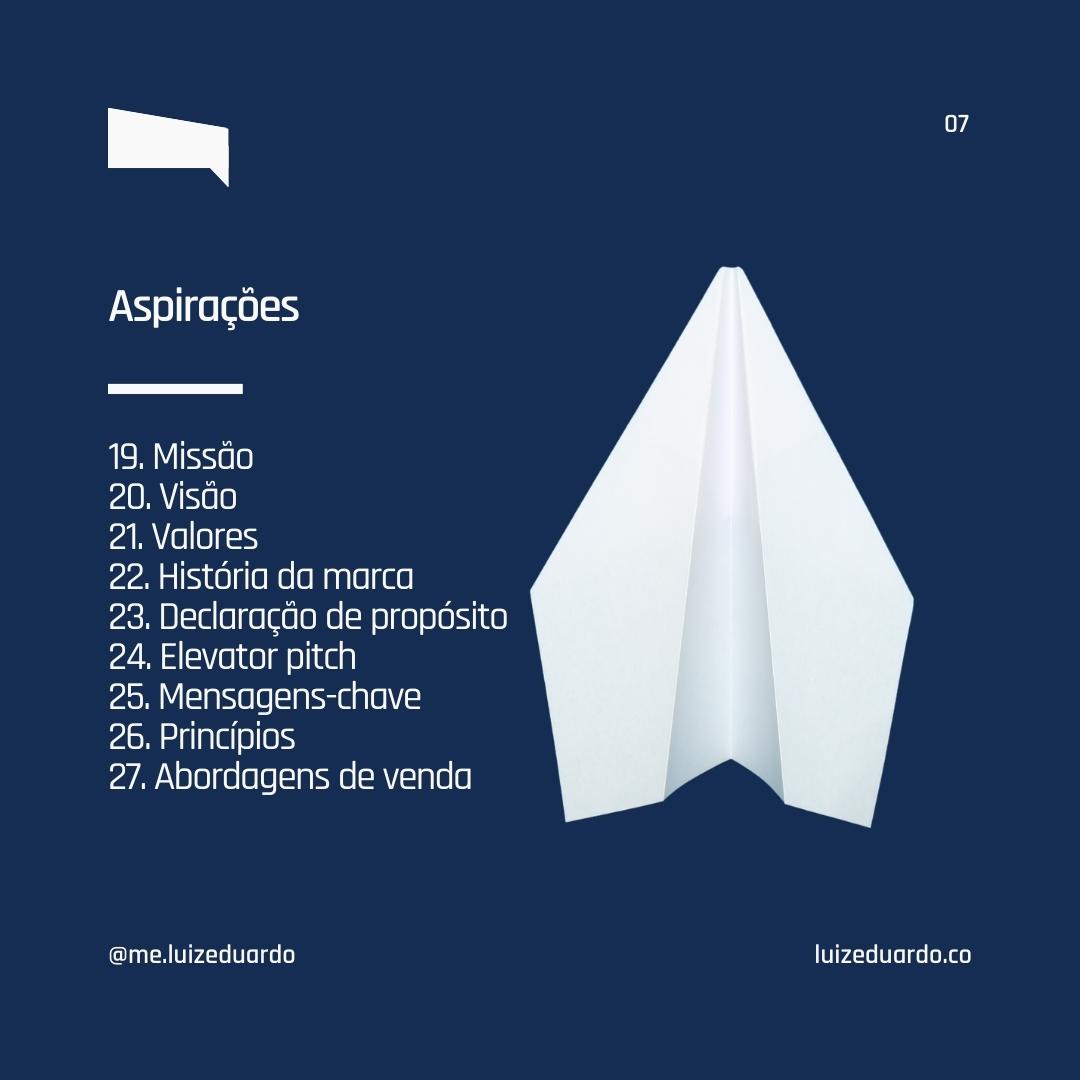 07
Aspirações
19. Missão
20. Visão
21. Valores
22. História da marca
23. Declaração de propósito
24. Elevator pitch
25. Mensagens-chave
26. Princípios
27. Abordagens de venda
@me.luizeduardo
luizeduardo.co